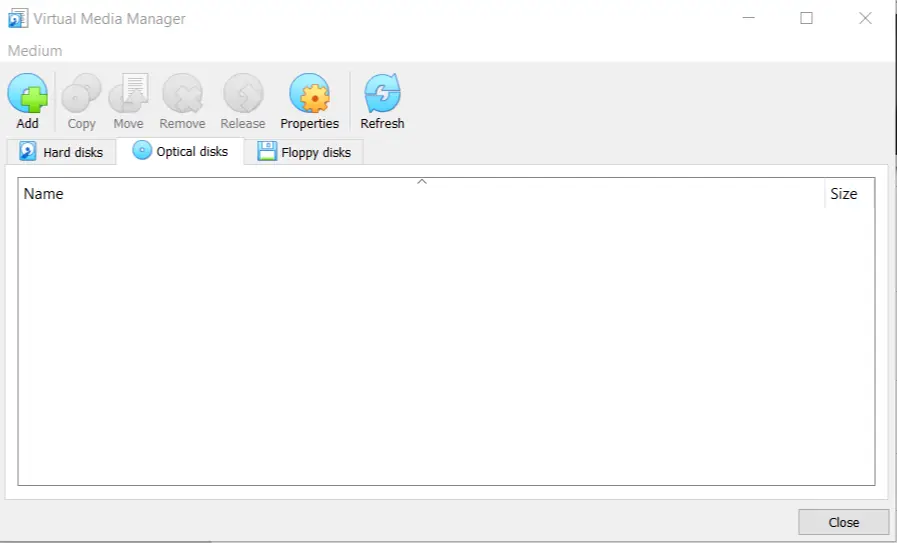 Virtual Media Manager
Medium
Add Copy Move Remove Release Properties Refresh
Hard disks Optical disks Floppy disks
Name Size
Close